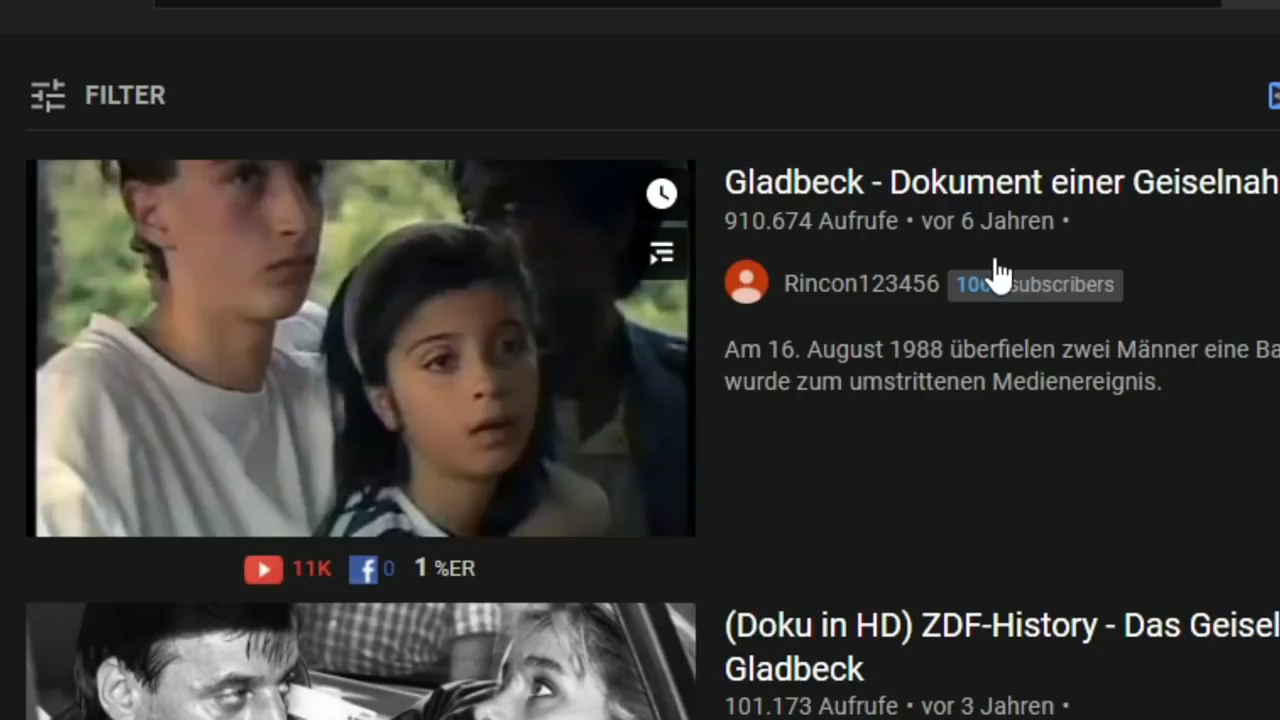 FILTER
Gladbeck - Dokument einer Geiselnah
910.674 Aufrufe • vor 6 Jahren •
Rincon123456 subscribers
Am 16. August 1988 überfielen zwei Männer eine Ba
wurde zum umstrittenen Medienereignis.
11K 0 1 %ER
(Doku in HD) ZDF-History - Das Geisel
Gladbeck
101.173 Aufrufe • vor 3 Jahren •